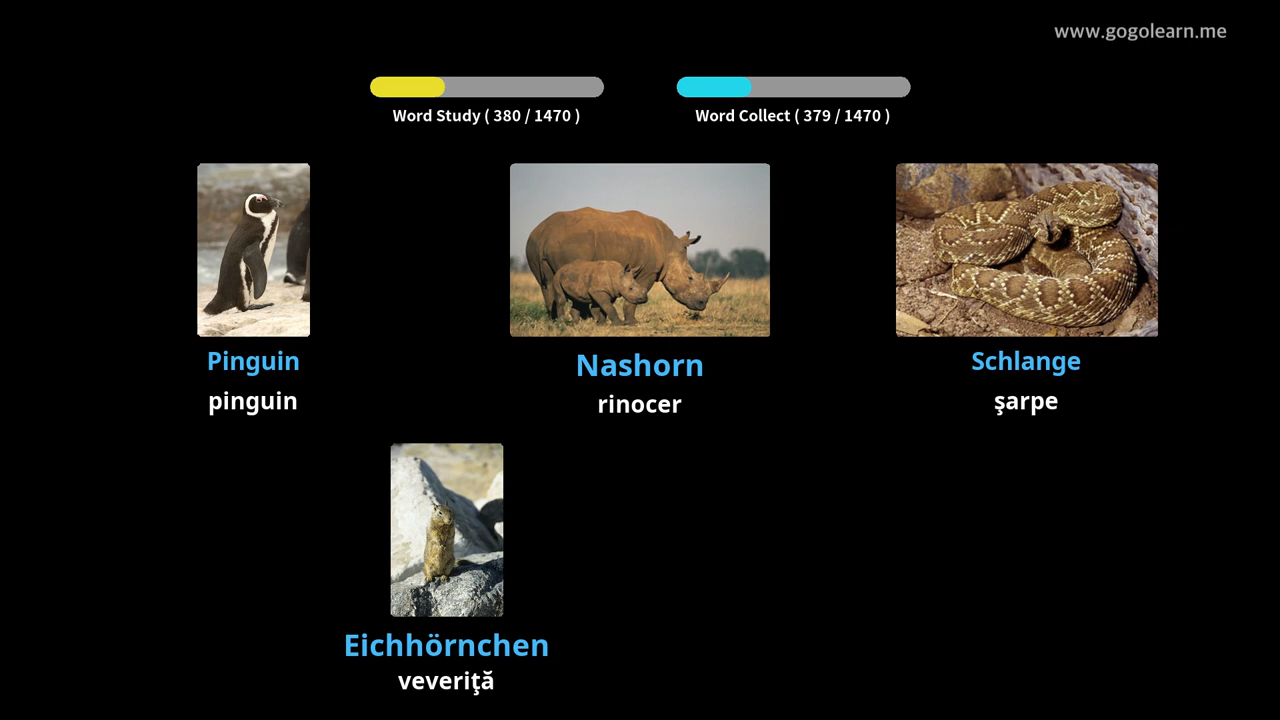 www.gogolearn.me
Word Study ( 380 / 1470 )
Word Collect ( 379 / 1470 )
Pinguin
pinguin
Nashorn
rinocer
Schlange
şarpe
Eichhörnchen
veveriţă